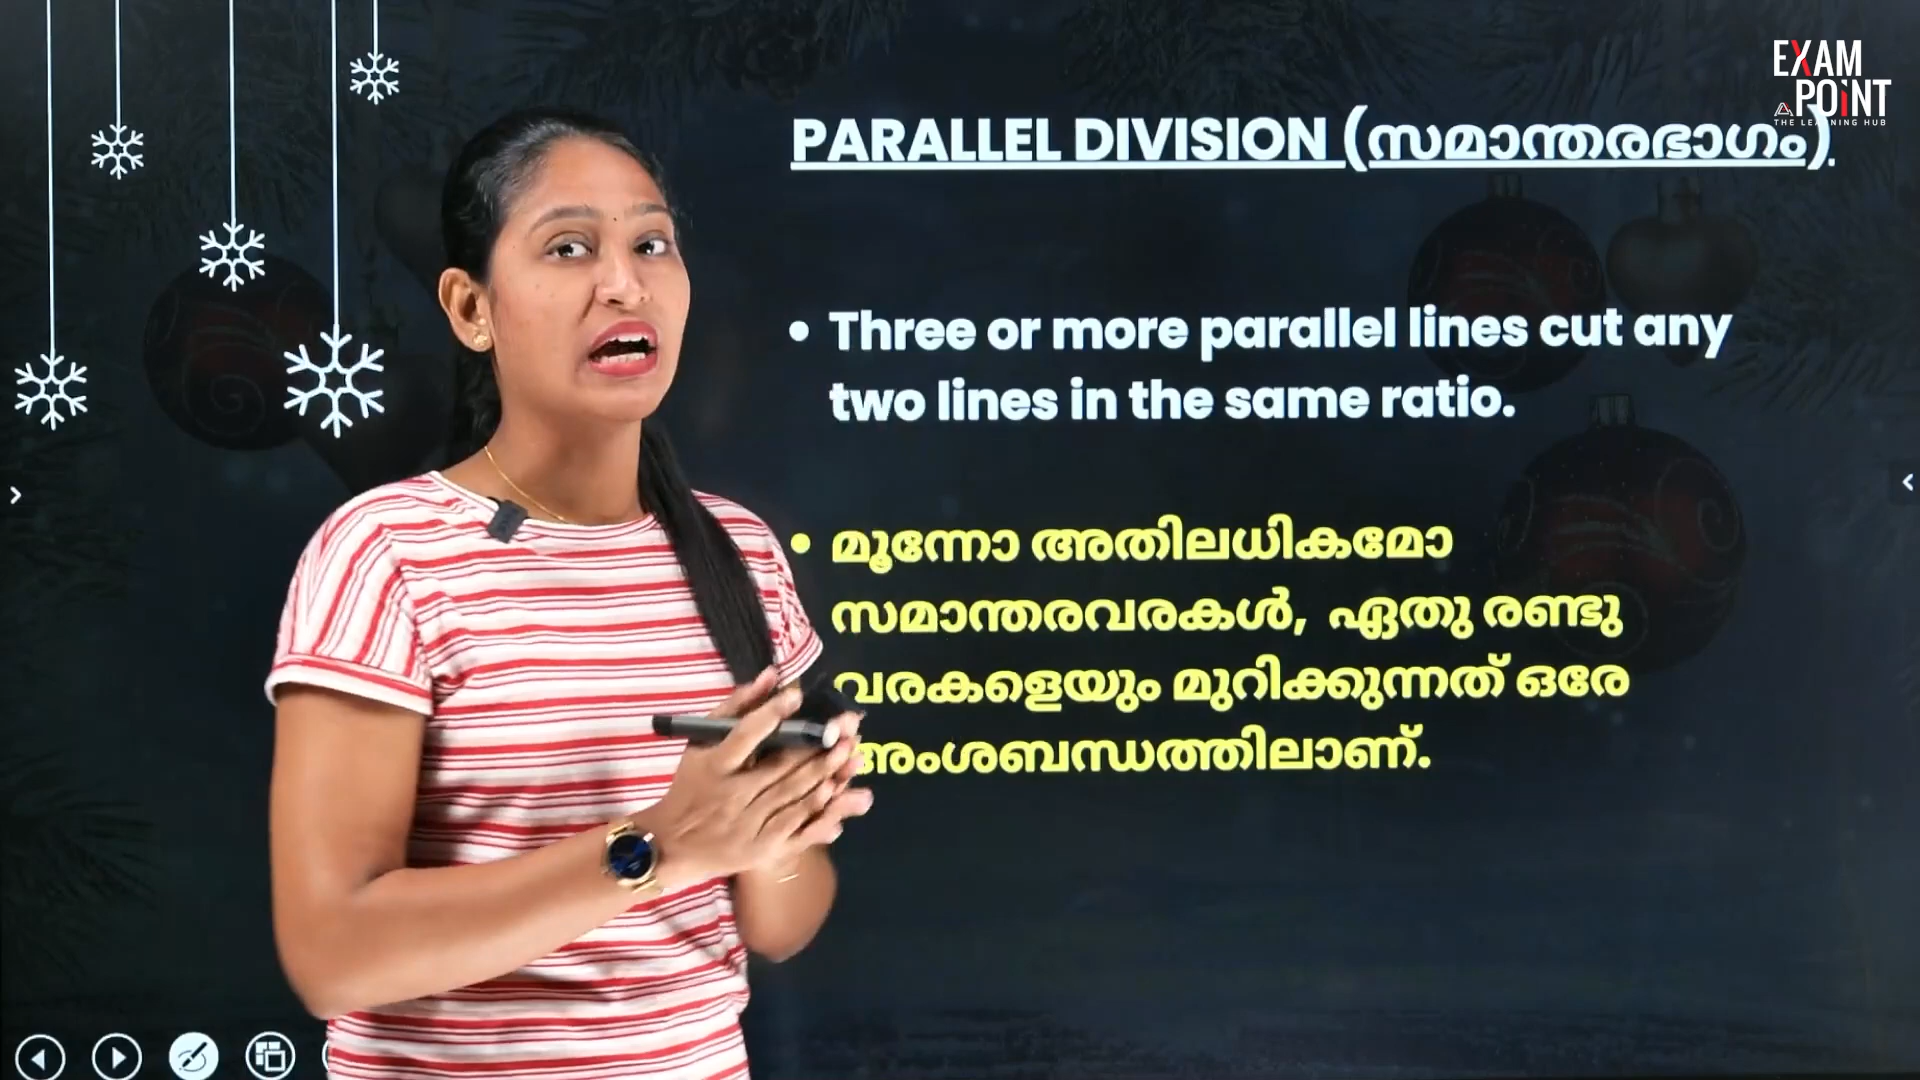 EXAM
POINT
THE LEARNING HUB
PARALLEL DIVISION (സമാന്തരഭാഗം).
• Three or more parallel lines cut any
two lines in the same ratio.
• മൂന്നോ അതിലധികമോ
സമാന്തരവരകൾ, ഏതു രണ്ടു
വരകളെയും മുറിക്കുന്നത് ഒരേ
അംശബന്ധത്തിലാണ്.